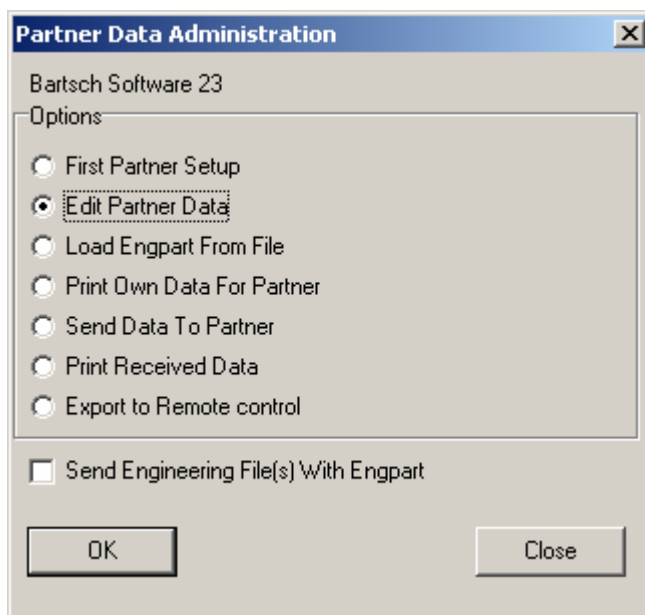 Partner Data Administration
Bartsch Software 23
Options
First Partner Setup
Edit Partner Data
Load Engpart From File
Print Own Data For Partner
Send Data To Partner
Print Received Data
Export to Remote control
Send Engineering File(s) With Engpart
OK Close